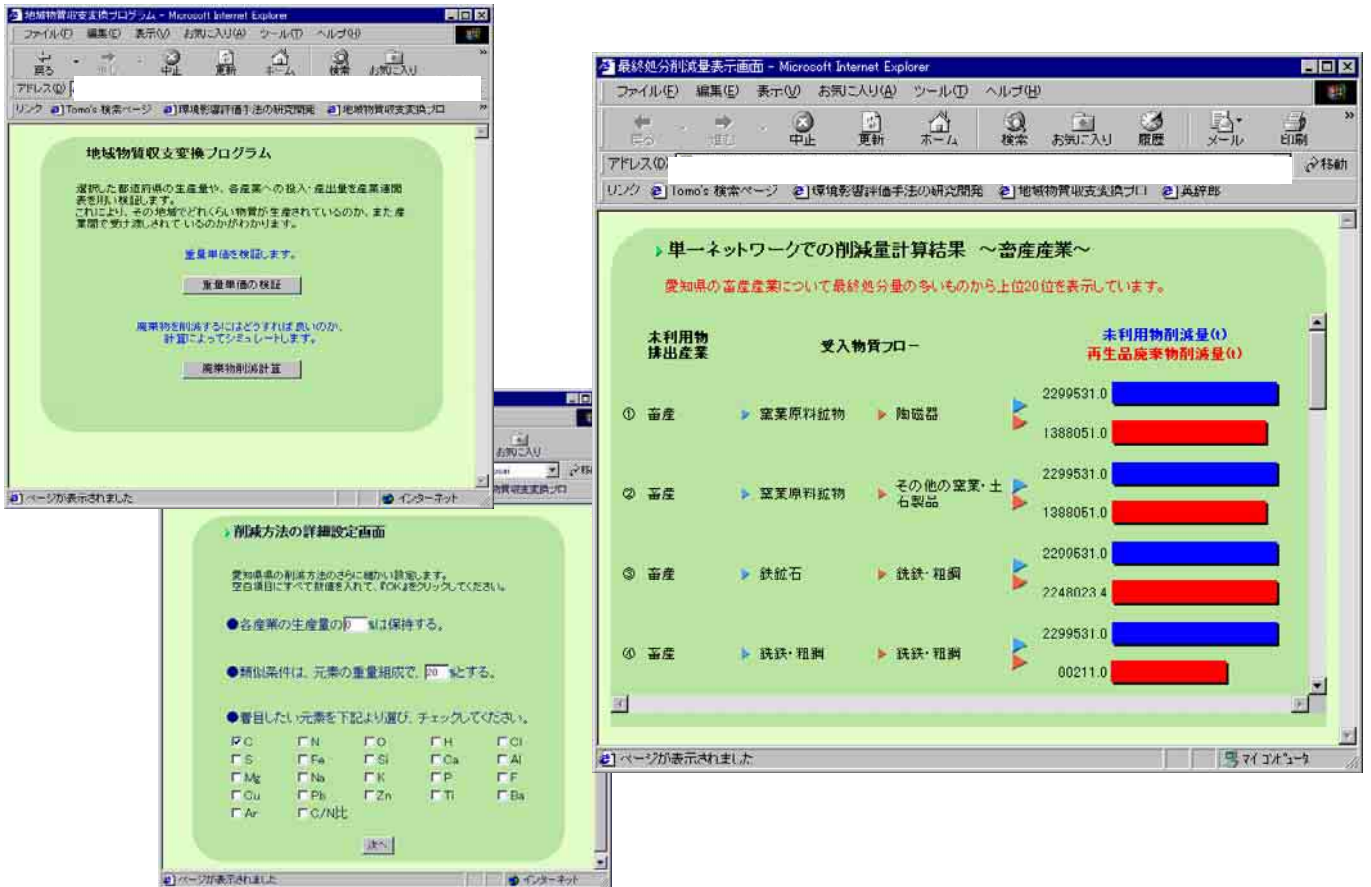 地域物質収支変換プログラム - Microsoft Internet Explorer
ファイル(F) 編集(E) 表示(V) お気に入り(A) ツール(T) ヘルプ(H)
戻る 進む 中止 更新 ホーム 検索 お気に入り
アドレス(D)
リンク Tomo's 検索ページ 環境影響評価手法の研究開発 地域物質収支変換プロ
地域物質収支変換プログラム
選択した都道府県の生産量や、各産業への投入・産出量を産業連関
表を用い検証します。
これにより、その地域でどれくらい物質が生産されているのか、また産
業間で受け渡しされているのかがわかります。
重量単価を検証します。
重量単価の検証
廃棄物を削減するにはどうすれば良いのか、
計算によってシミュレートします。
廃棄物削減計算
ページが表示されました インターネット
お気に入り
削減方法の詳細設定画面
愛知県県の削減方法のさらに細かい設定します。
空白項目にすべて数値を入れて、『OK』をクリックしてください。
●各産業の生産量の0 %は保持する。
●類似条件は、元素の重量組成で、20 %とする。
●着目したい元素を下記より選び、チェックしてください。
C N O H Cl
S Fe Si Ca Al
Mg Na K P F
Cu Pb Zn Ti Ba
Ar C/N比
次へ
ページが表示されました インターネット
最終処分削減量表示画面 - Microsoft Internet Explorer
ファイル(F) 編集(E) 表示(V) お気に入り(A) ツール(T) ヘルプ(H)
戻る 進む 中止 更新 ホーム 検索 お気に入り 履歴 メール 印刷
アドレス(D) 移動
リンク Tomo's 検索ページ 環境影響評価手法の研究開発 地域物質収支変換プロ 英辞郎
単一ネットワークでの削減量計算結果 ～畜産産業～
愛知県の畜産産業について最終処分量の多いものから上位20位を表示しています。
未利用物
排出産業 受入物質フロー 未利用物削減量(t)
再生品廃棄物削減量(t)
① 畜産 窯業原料鉱物 陶磁器 2299531.0
1388051.0
② 畜産 窯業原料鉱物 その他の窯業・土
石製品 2299531.0
1388051.0
③ 畜産 鉄鉱石 銑鉄・粗鋼 2299531.0
2248023.4
④ 畜産 銑鉄・粗鋼 銑鉄・粗鋼 2299531.0
00211.0
ページが表示されました マイ コンピュータ